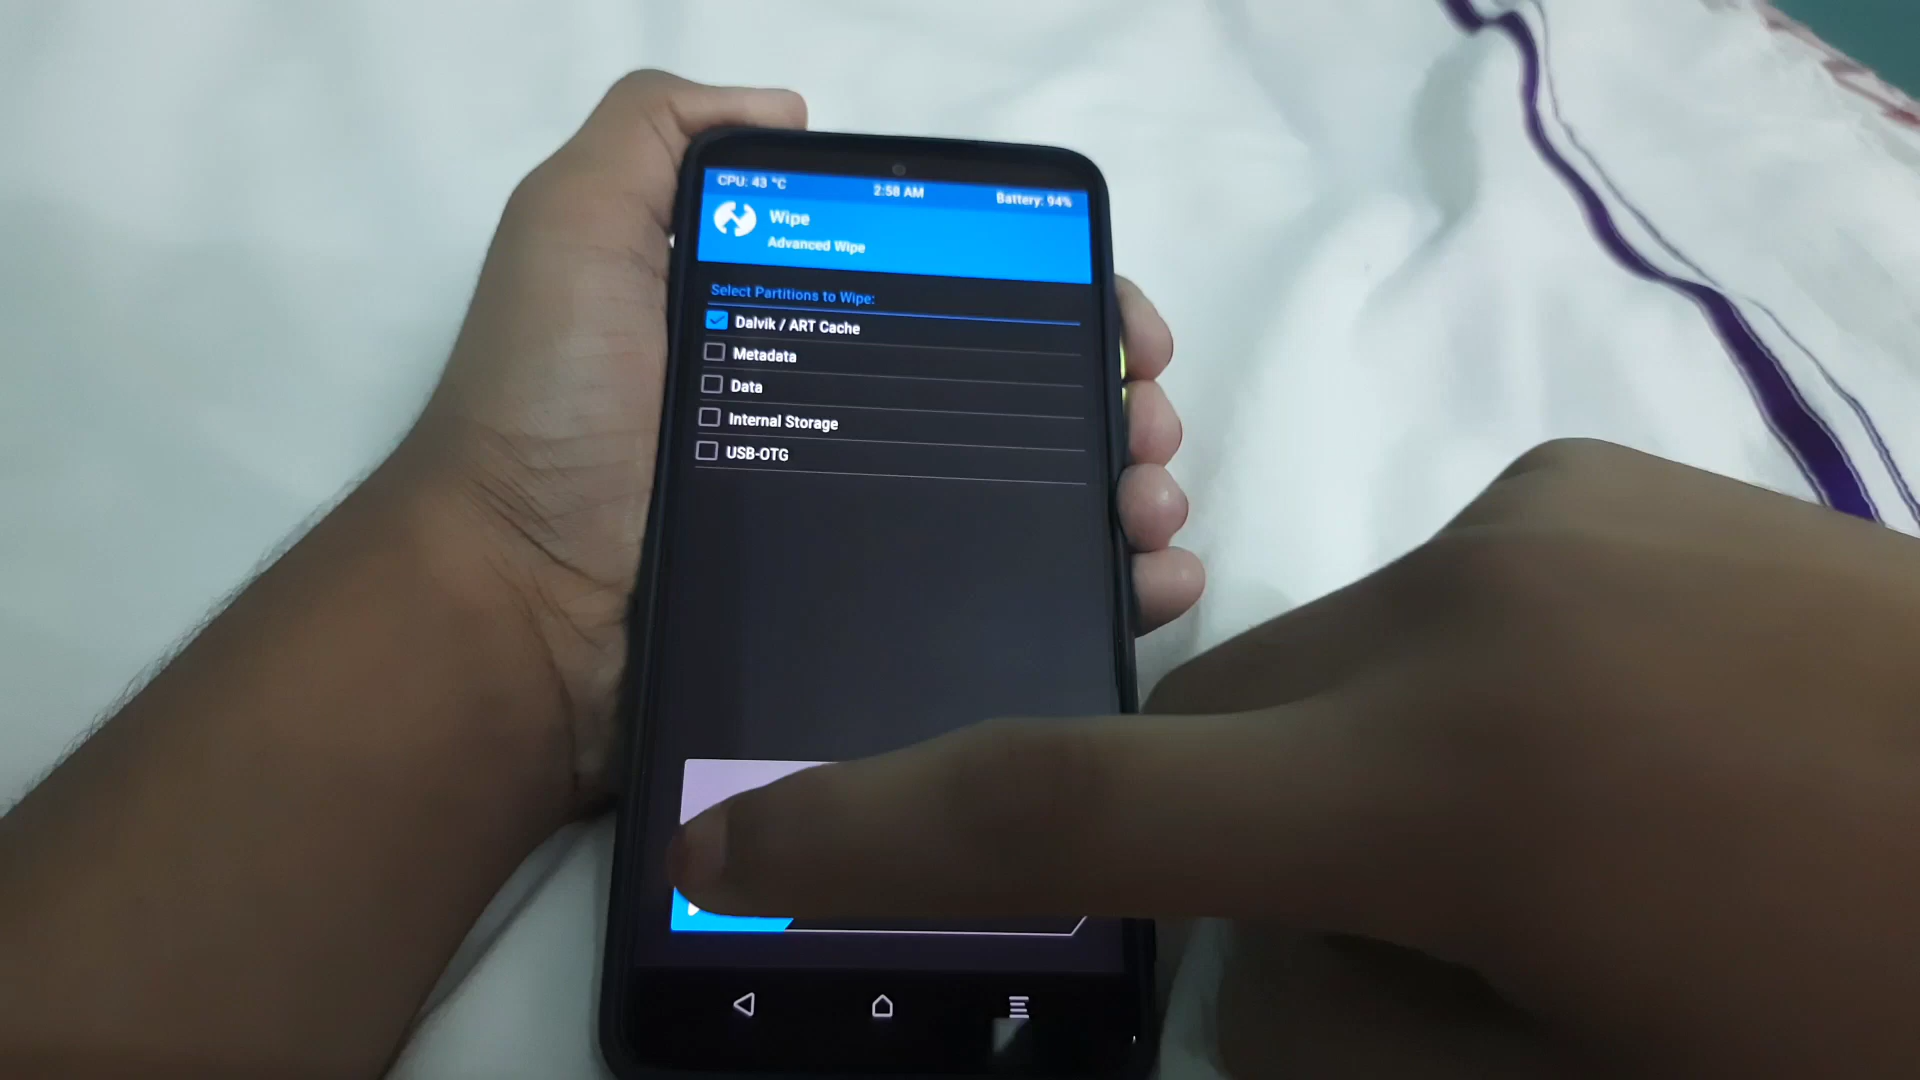 CPU: 43 °C 2:58 AM Battery: 94%
Wipe
Advanced Wipe
Select Partitions to Wipe:
Dalvik / ART Cache
Metadata
Data
Internal Storage
USB-OTG